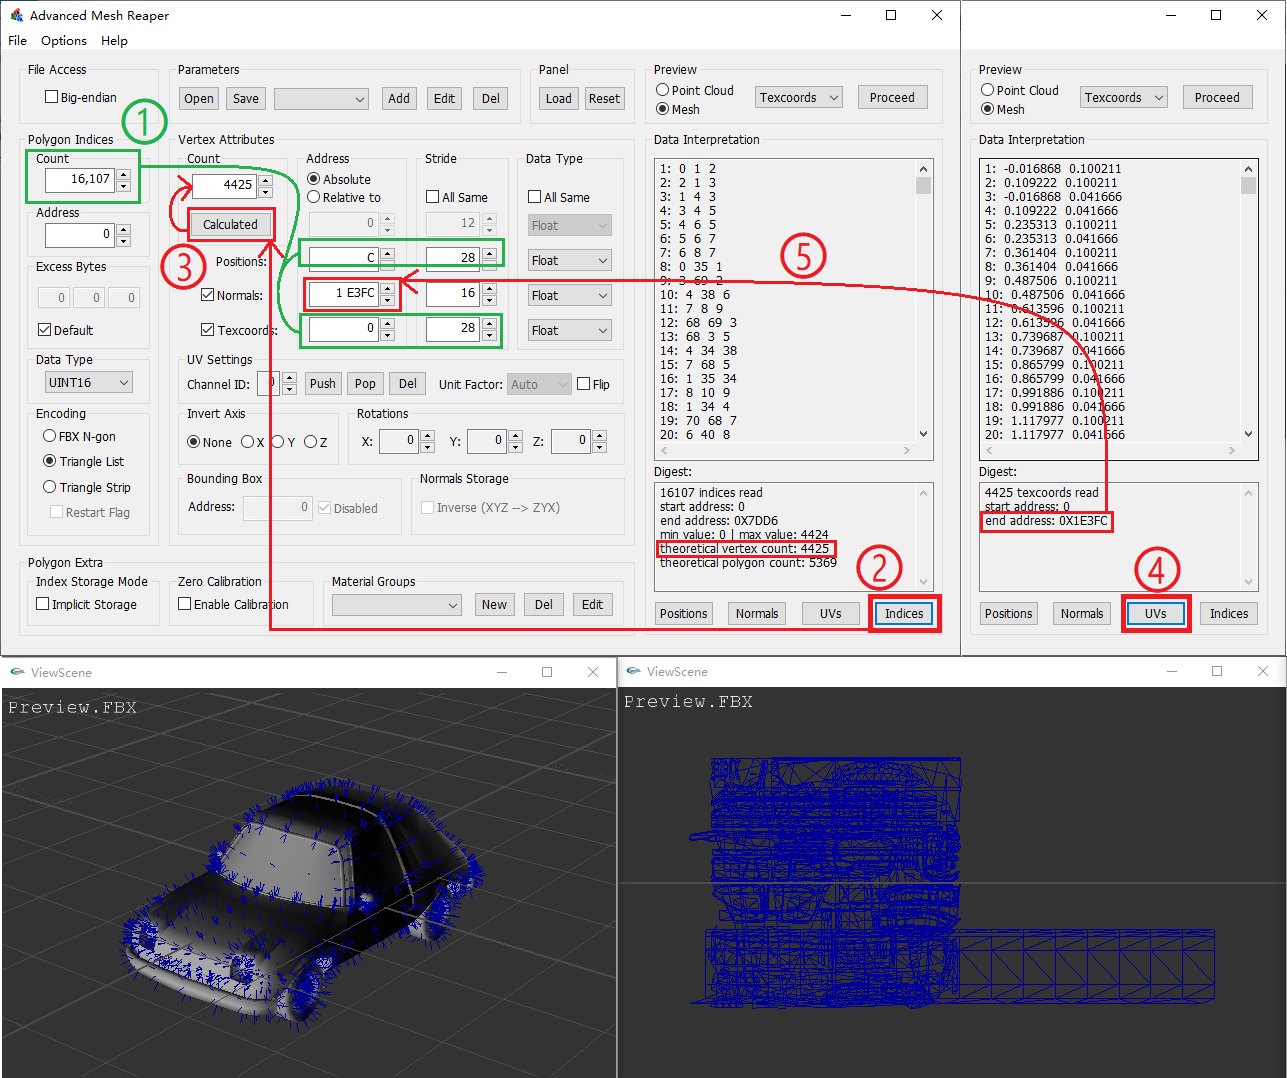 Advanced Mesh Reaper
File Options Help
File Access
Big-endian
Parameters
Open Save Add Edit Del
Panel
Load Reset
Preview
Point Cloud
Mesh
Texcoords
Proceed
Preview
Point Cloud
Mesh
Texcoords
Proceed
1
Polygon Indices
Count
16,107
Address
0
Excess Bytes
0 0 0
Default
Data Type
UINT16
Encoding
FBX N-gon
Triangle List
Triangle Strip
Restart Flag
Vertex Attributes
Count
4425
Calculated
3
Address
Absolute
Relative to
0
Stride
All Same
12
Data Type
All Same
Float
Positions: C 28 Float
Normals: 1 E3FC 16 Float
Texcoords: 0 28 Float
UV Settings
Channel ID: 0 Push Pop Del Unit Factor: Auto Flip
Invert Axis
None X Y Z
Rotations
X: 0 Y: 0 Z: 0
Bounding Box
Address: 0 Disabled
Normals Storage
Inverse (XYZ --> ZYX)
Polygon Extra
Index Storage Mode
Implicit Storage
Zero Calibration
Enable Calibration
Material Groups
New Del Edit
Data Interpretation
1: 0 1 2
2: 2 1 3
3: 1 4 3
4: 3 4 5
5: 4 6 5
6: 5 6 7
7: 6 8 7
8: 0 35 1
9: 3 69 2
10: 4 38 6
11: 7 8 9
12: 68 69 3
13: 68 3 5
14: 4 34 38
15: 7 68 5
16: 1 35 34
17: 8 10 9
18: 1 34 4
19: 70 68 7
20: 6 40 8
5
Digest:
16107 indices read
start address: 0
end address: 0X7DD6
min value: 0 | max value: 4424
theoretical vertex count: 4425
theoretical polygon count: 5369
2
Positions Normals UVs Indices
Data Interpretation
1: -0.016868 0.100211
2: 0.109222 0.100211
3: -0.016868 0.041666
4: 0.109222 0.041666
5: 0.235313 0.100211
6: 0.235313 0.041666
7: 0.361404 0.100211
8: 0.361404 0.041666
9: 0.487506 0.100211
10: 0.487506 0.041666
11: 0.613596 0.100211
12: 0.613596 0.041666
13: 0.739687 0.100211
14: 0.739687 0.041666
15: 0.865799 0.100211
16: 0.865799 0.041666
17: 0.991886 0.100211
18: 0.991886 0.041666
19: 1.117977 0.100211
20: 1.117977 0.041666
Digest:
4425 texcoords read
start address: 0
end address: 0X1E3FC
4
Positions Normals UVs Indices
ViewScene
Preview.FBX
ViewScene
Preview.FBX